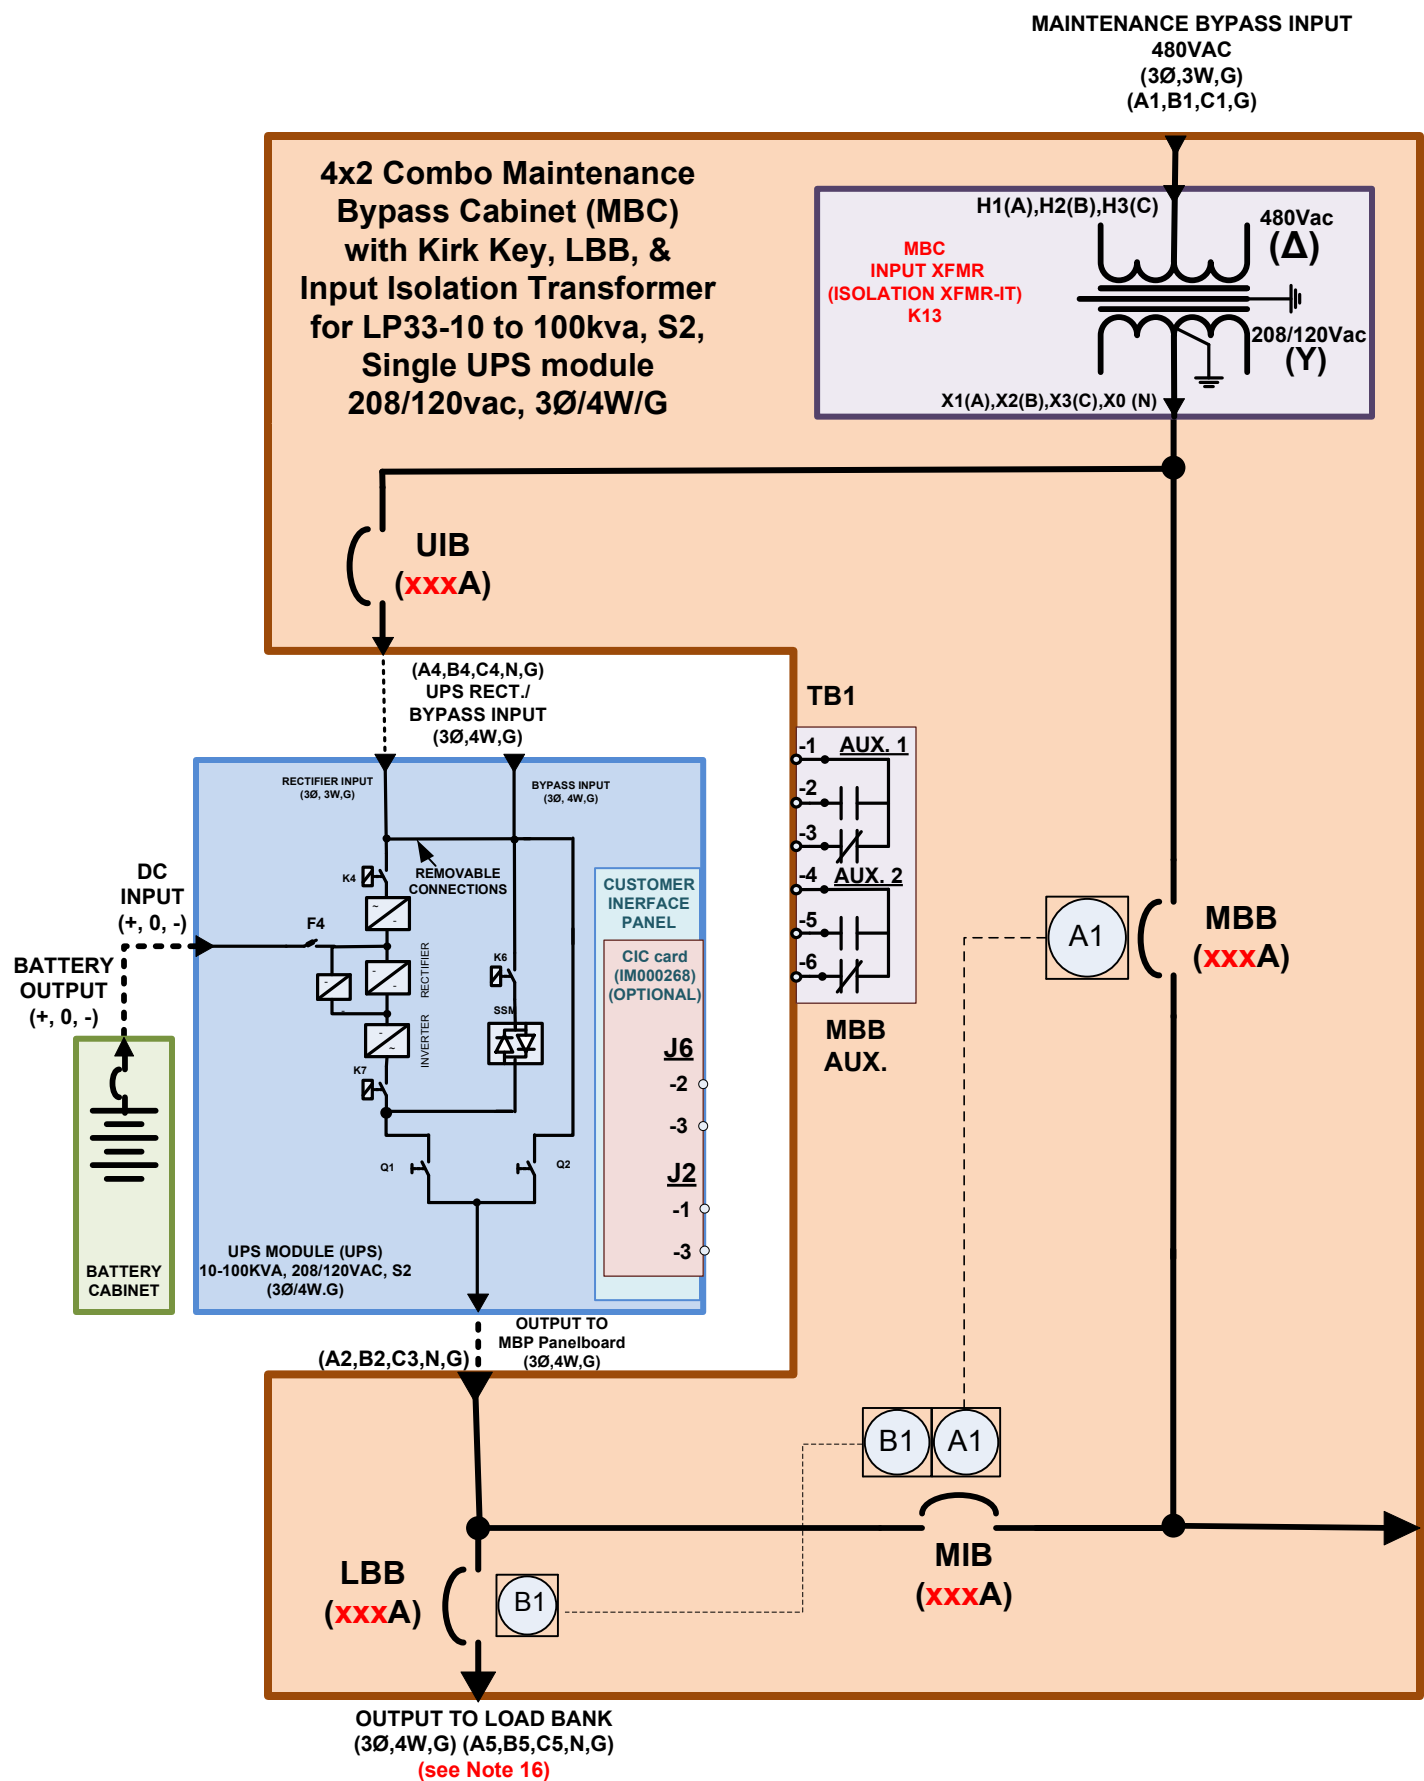 MAINTENANCE BYPASS INPUT
480VAC
(3Ø,3W,G)
(A1,B1,C1,G)
4x2 Combo Maintenance
Bypass Cabinet (MBC)
with Kirk Key, LBB, &
Input Isolation Transformer
for LP33-10 to 100kva, S2,
Single UPS module
208/120vac, 3Ø/4W/G
H1(A),H2(B),H3(C)
480Vac
(Δ)
MBC
INPUT XFMR
(ISOLATION XFMR-IT)
K13
208/120Vac
(Y)
X1(A),X2(B),X3(C),X0 (N)
UIB
(xxxA)
(A4,B4,C4,N,G)
UPS RECT./
BYPASS INPUT
(3Ø,4W,G)
TB1
-1 AUX. 1
-2
-3
-4 AUX. 2
-5
-6
MBB
AUX.
RECTIFIER INPUT
(3Ø, 3W,G)
BYPASS INPUT
(3Ø, 4W,G)
K4
REMOVABLE
CONNECTIONS
DC
INPUT
(+, 0, -)
F4
BATTERY
OUTPUT
(+, 0, -)
RECTIFIER
INVERTER
K6
SSM
K7
Q1
Q2
CUSTOMER
INERFACE
PANEL
CIC card
(IM000268)
(OPTIONAL)
J6
-2
-3
J2
-1
-3
A1
MBB
(xxxA)
BATTERY
CABINET
UPS MODULE (UPS)
10-100KVA, 208/120VAC, S2
(3Ø/4W.G)
OUTPUT TO
MBP Panelboard
(3Ø,4W,G)
(A2,B2,C3,N,G)
B1 A1
MIB
(xxxA)
LBB
(xxxA)
B1
OUTPUT TO LOAD BANK
(3Ø,4W,G) (A5,B5,C5,N,G)
(see Note 16)